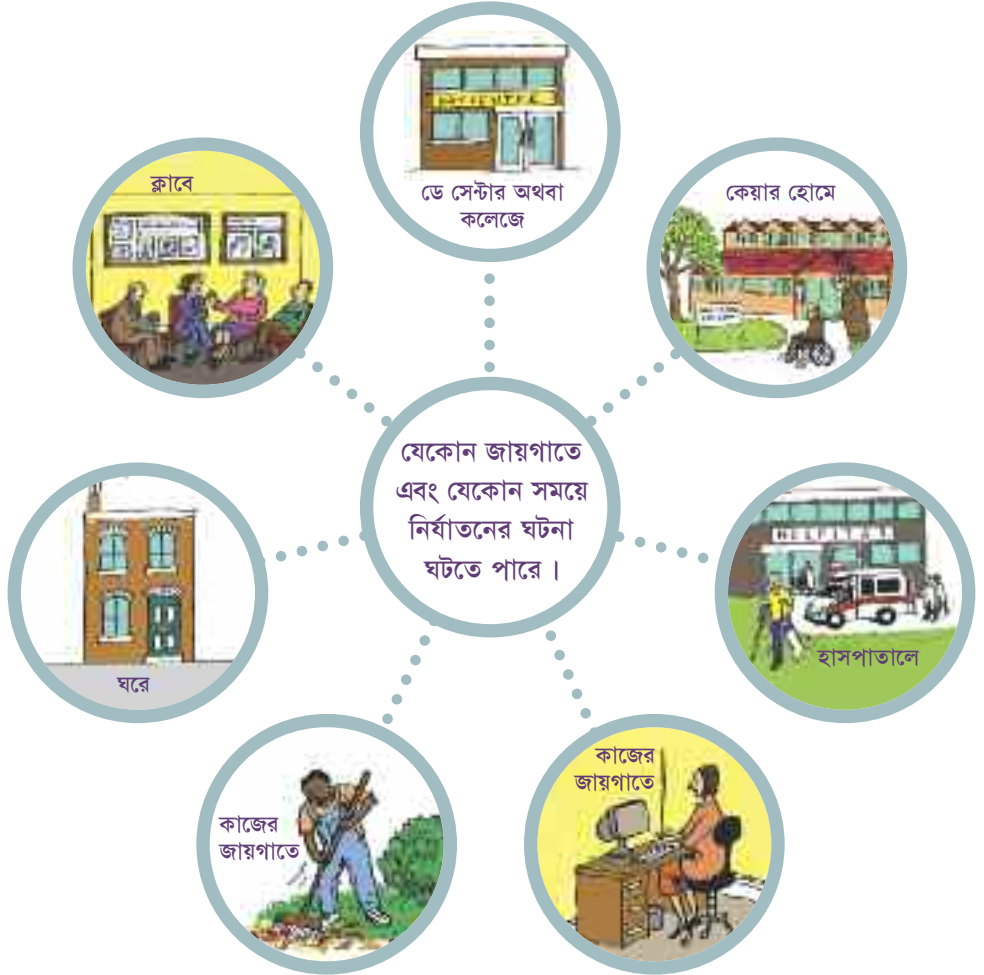 ডে সেন্টার অথবা
কলেজে
ক্লাবে
কেয়ার হোমে
যেকোন জায়গাতে
এবং যেকোন সময়ে
নির্যাতনের ঘটনা
ঘটতে পারে ।
ঘরে
হাসপাতালে
কাজের
জায়গাতে
কাজের
জায়গাতে